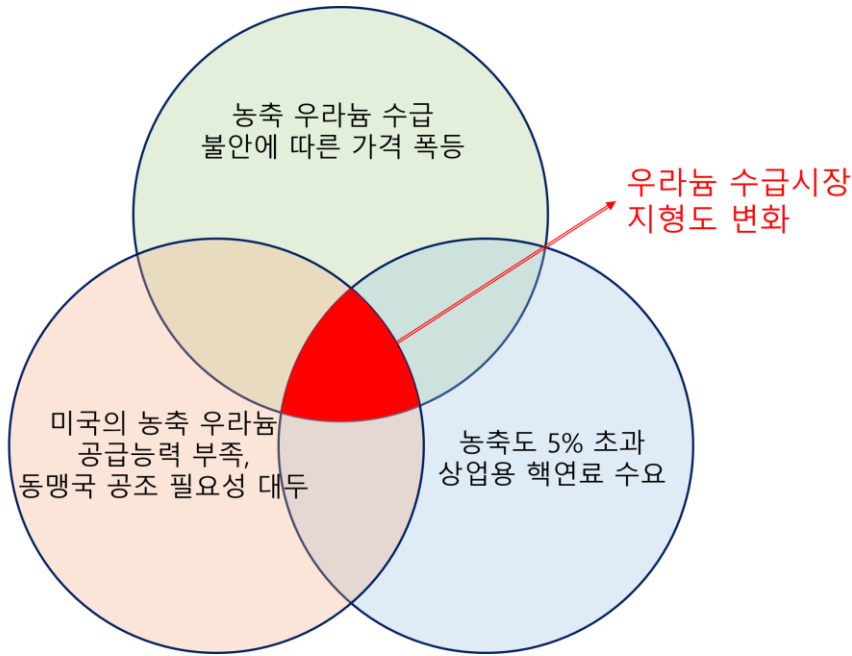 농축 우라늄 수급
불안에 따른 가격 폭등
우라늄 수급시장
지형도 변화
미국의 농축 우라늄
공급능력 부족,
동맹국 공조 필요성 대두
농축도 5% 초과
상업용 핵연료 수요